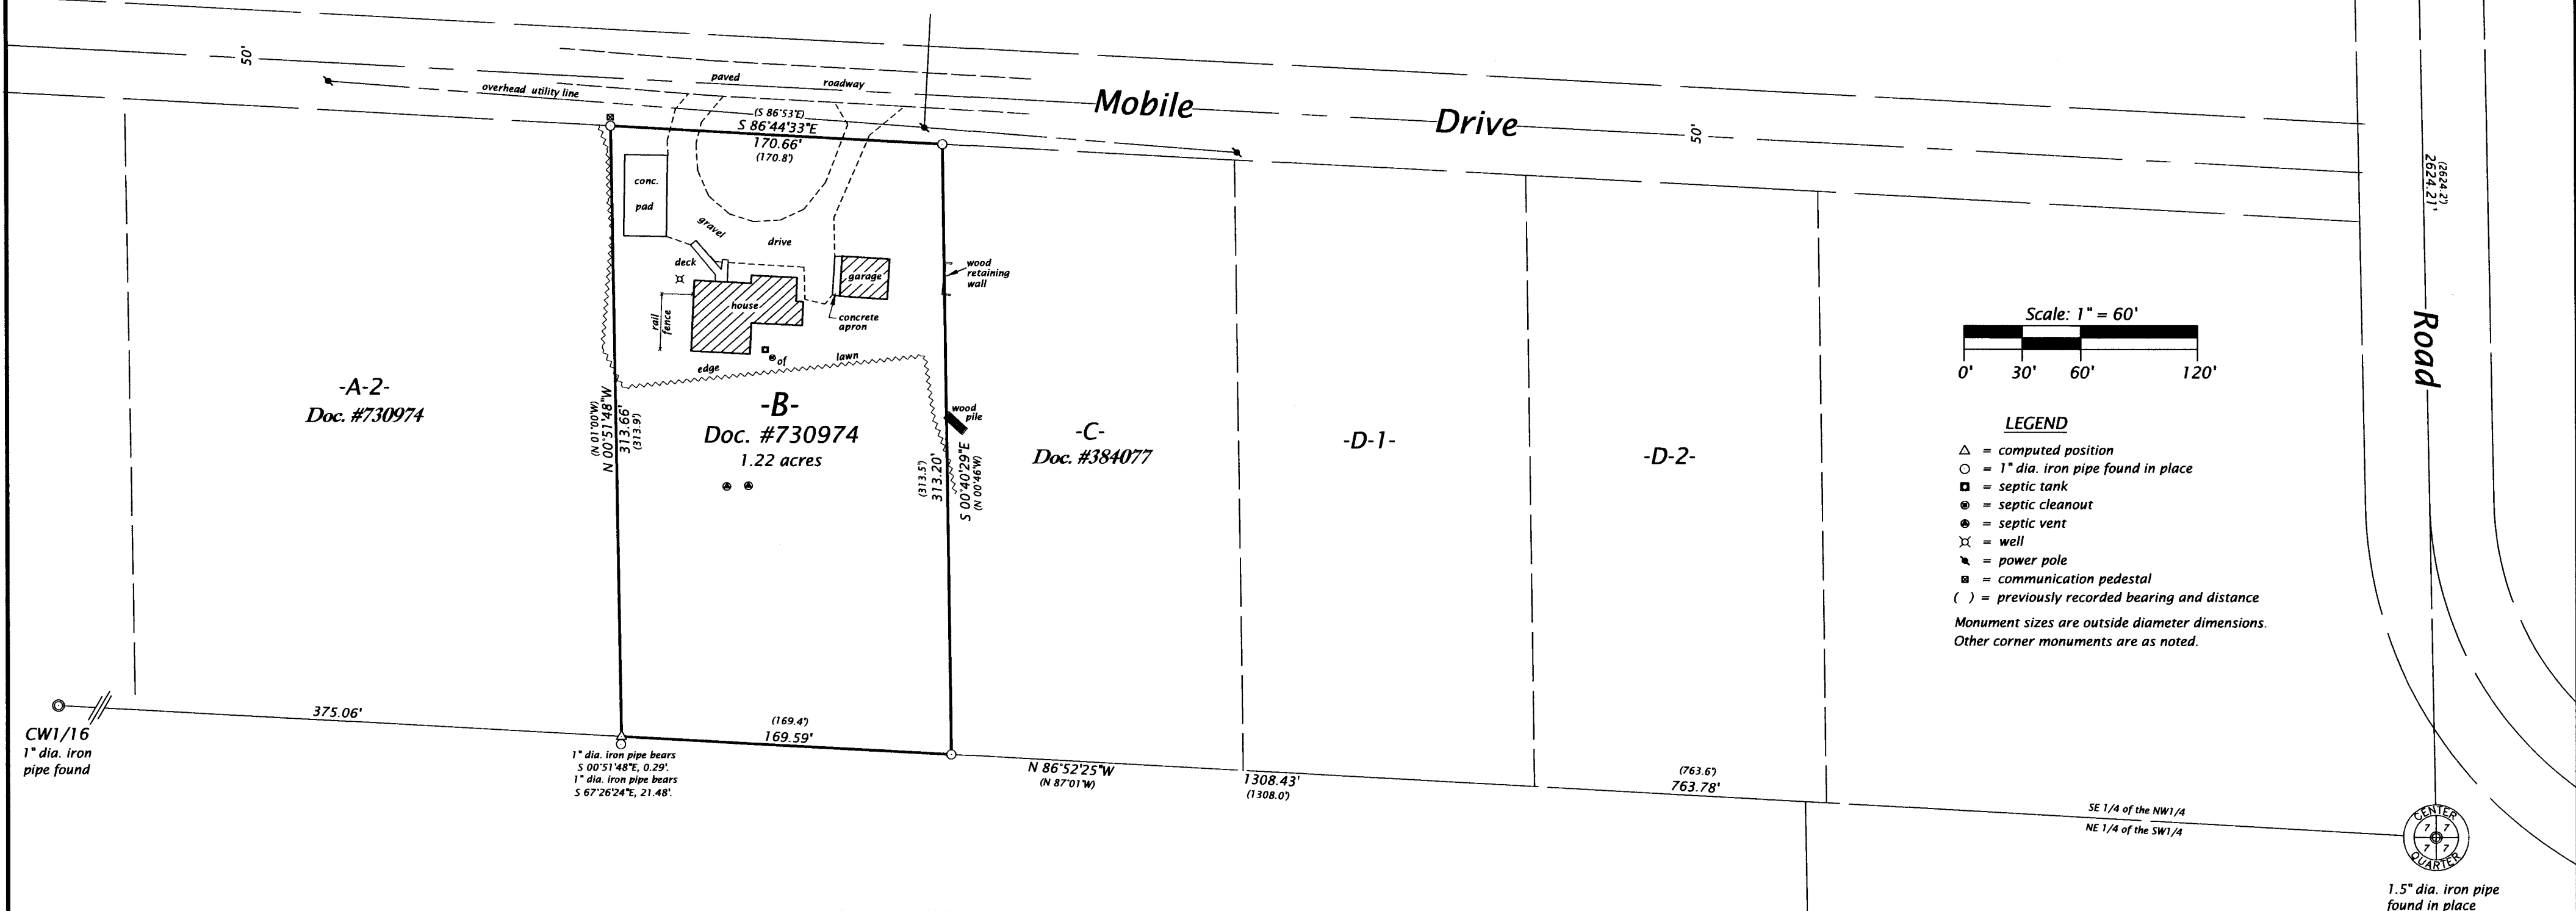 50'
paved roadway
overhead utility line
Mobile Drive
50'
(S 86°53'E)
S 86°44'33"E
170.66'
(170.8')
(2624.2')
2624.21'
Road
conc.
pad
gravel
drive
deck
garage
wood
retaining
wall
house
rail
fence
concrete
apron
of
lawn
edge
-A-2-
Doc. #730974
(N 01°00'W)
N 00°51'48"W
313.66'
(313.9')
-B-
Doc. #730974
1.22 acres
wood
pile
(313.5')
313.20'
S 00°40'29"E
(N 00°46'W)
-C-
Doc. #384077
-D-1-
-D-2-
Scale: 1" = 60'
0' 30' 60' 120'
LEGEND
= computed position
= 1" dia. iron pipe found in place
= septic tank
= septic cleanout
= septic vent
= well
= power pole
= communication pedestal
( ) = previously recorded bearing and distance
Monument sizes are outside diameter dimensions.
Other corner monuments are as noted.
CW1/16
1" dia. iron
pipe found
375.06'
(169.4')
169.59'
1" dia. iron pipe bears
S 00°51'48"E, 0.29'.
1" dia. iron pipe bears
S 67°26'24"E, 21.48'.
N 86°52'25"W
(N 87°01'W)
1308.43'
(1308.0')
(763.6')
763.78'
SE 1/4 of the NW1/4
NE 1/4 of the SW1/4
CENTER
7 7
7 7
QUARTER
1.5" dia. iron pipe
found in place